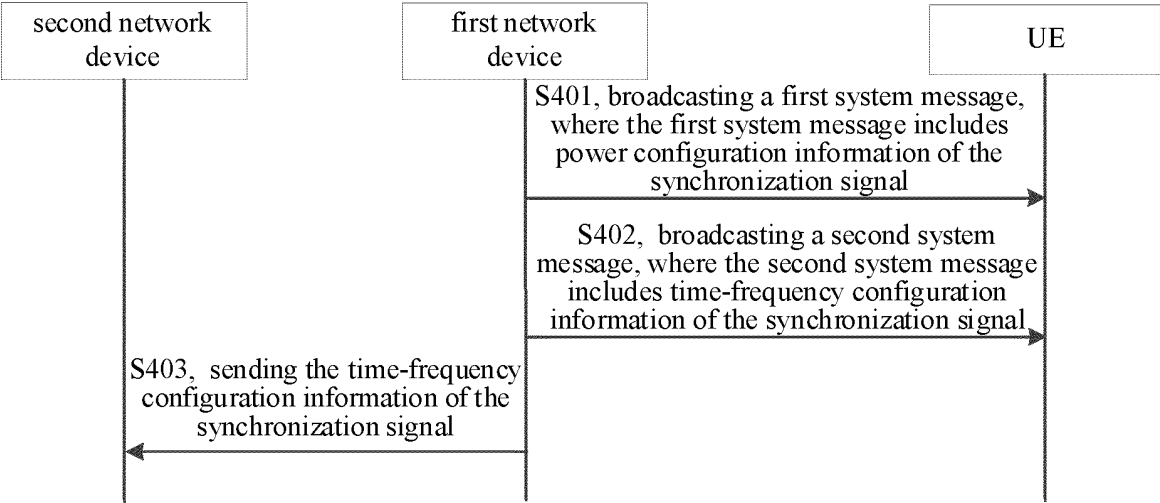 second network
device
first network
device
UE
S401, broadcasting a first system message,
where the first system message includes
power configuration information of the
synchronization signal
S402, broadcasting a second system
message, where the second system message
includes time-frequency configuration
information of the synchronization signal
S403, sending the time-frequency
configuration information of the
synchronization signal